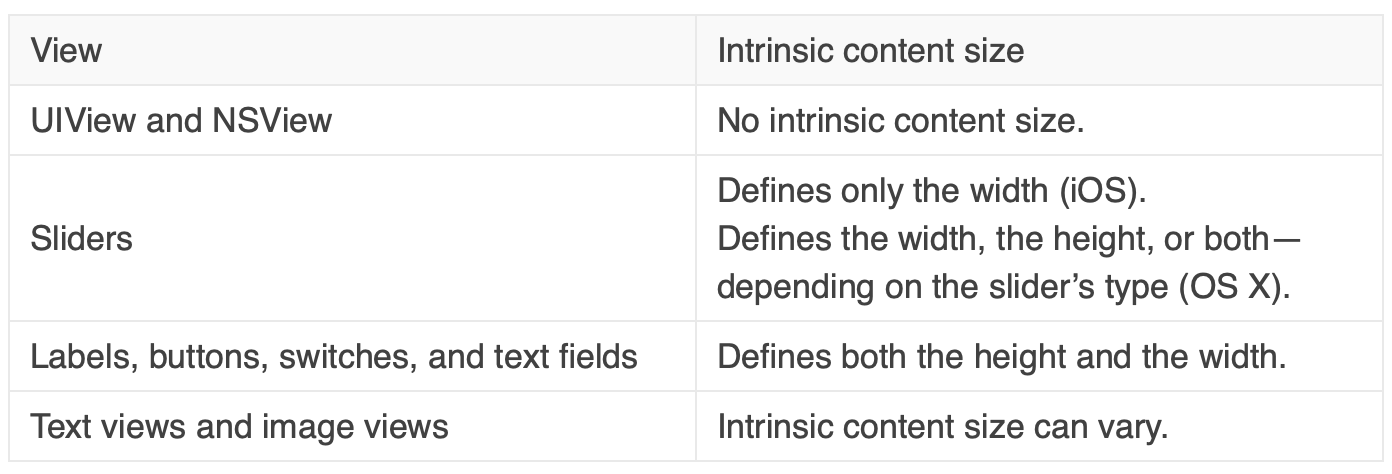 View
Intrinsic content size
UIView and NSView
No intrinsic content size.
Sliders
Defines only the width (iOS).
Defines the width, the height, or both—
depending on the slider’s type (OS X).
Labels, buttons, switches, and text fields
Defines both the height and the width.
Text views and image views
Intrinsic content size can vary.